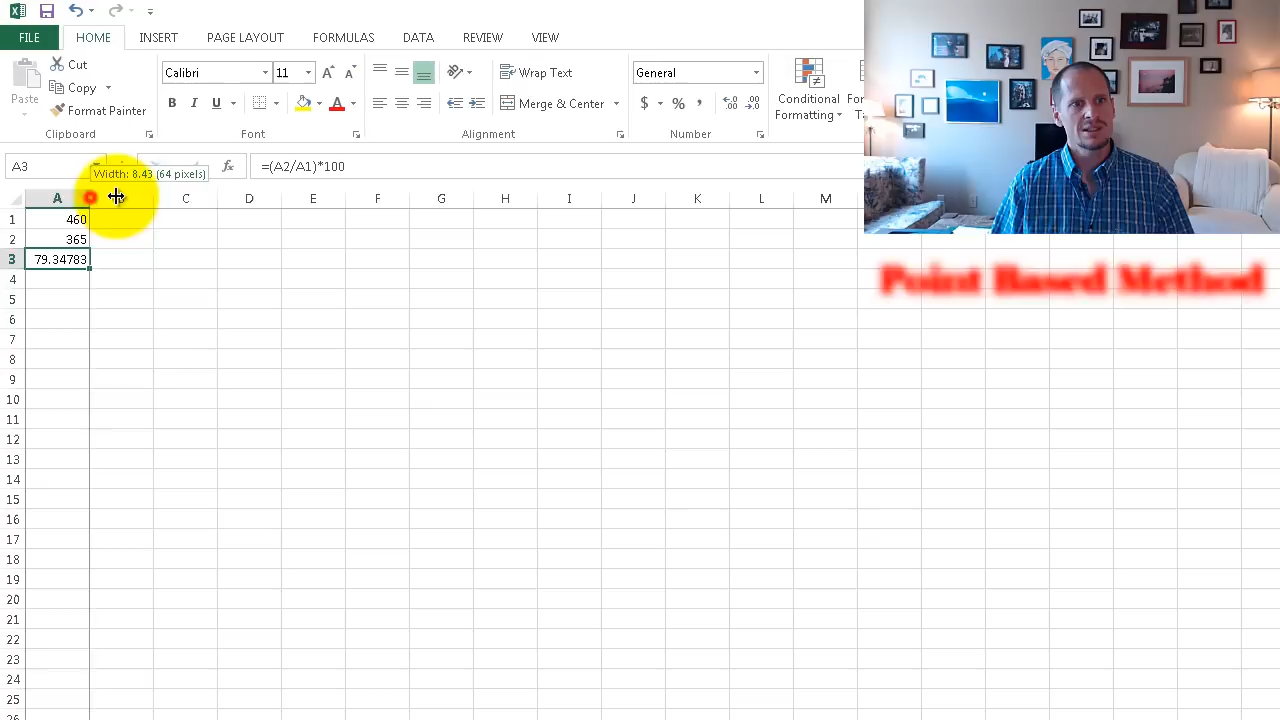 FILE HOME INSERT PAGE LAYOUT FORMULAS DATA REVIEW VIEW
Cut
Copy
Format Painter
Paste
Clipboard
Calibri 11
B I U
Font
Wrap Text
Merge & Center
Alignment
General
$ % ,
Number
Conditional
Formatting
A3 fx =(A2/A1)*100
Width: 8.43 (64 pixels)
A C D E F G H I J K L M
1 460
2 365
3 79.34783
4
5
6
7
8
9
10
11
12
13
14
15
16
17
18
19
20
21
22
23
24
25
26
Point Based Method